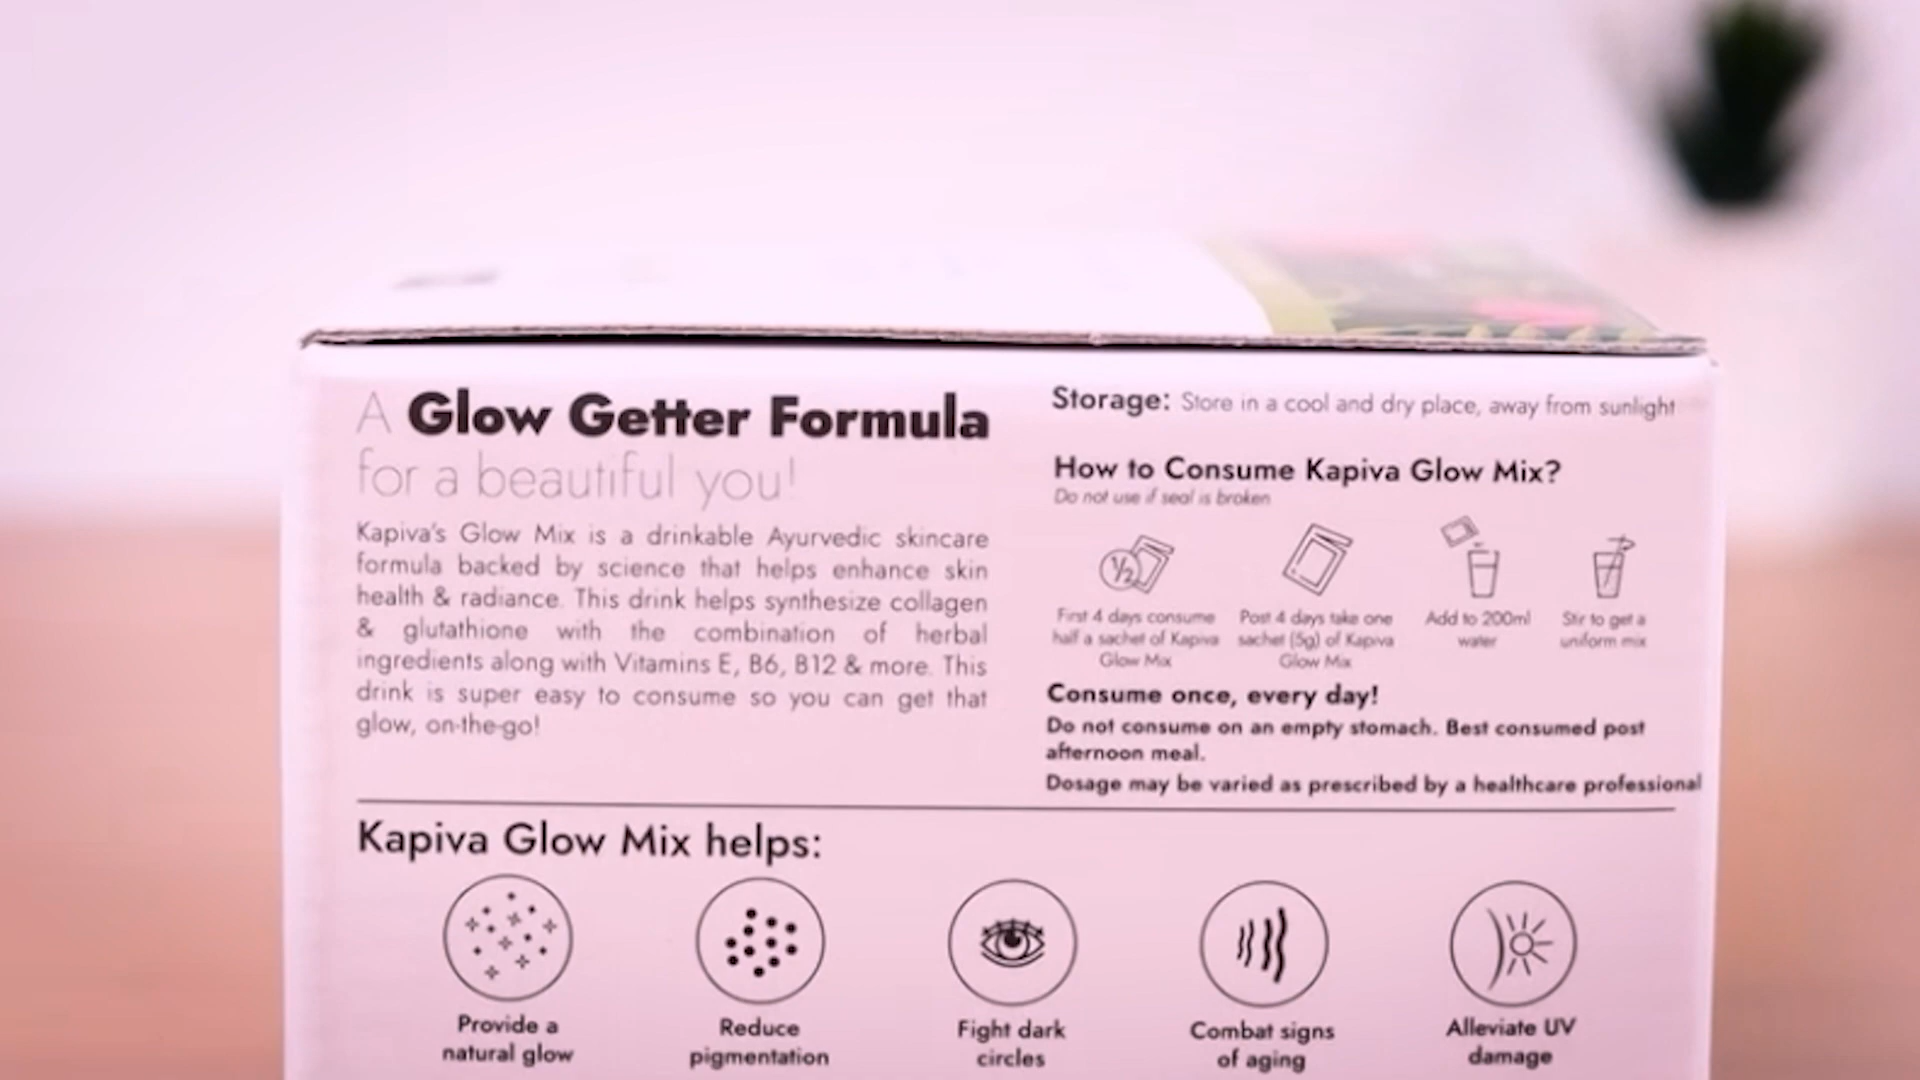 A Glow Getter Formula
for a beautiful you!
Kapiva's Glow Mix is a drinkable Ayurvedic skincare
formula backed by science that helps enhance skin
health & radiance. This drink helps synthesize collagen
& glutathione with the combination of herbal
ingredients along with Vitamins E, B6, B12 & more. This
drink is super easy to consume so you can get that
glow, on-the-go!
Storage: Store in a cool and dry place, away from sunlight
How to Consume Kapiva Glow Mix?
Do not use if seal is broken
1/2
First 4 days consume
half a sachet of Kapiva
Glow Mix
Post 4 days take one
sachet (5g) of Kapiva
Glow Mix
Add to 200ml
water
Stir to get a
uniform mix
Consume once, every day!
Do not consume on an empty stomach. Best consumed post
afternoon meal.
Dosage may be varied as prescribed by a healthcare professional
Kapiva Glow Mix helps:
Provide a
natural glow
Reduce
pigmentation
Fight dark
circles
Combat signs
of aging
Alleviate UV
damage